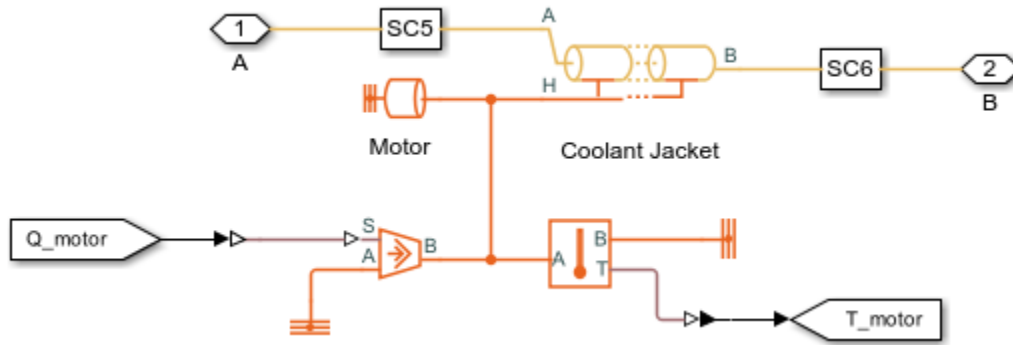 1
A
SC5
A
B
H
SC6
2
B
Motor
Coolant Jacket
Q_motor
S
A
B
A
B
T
T_motor